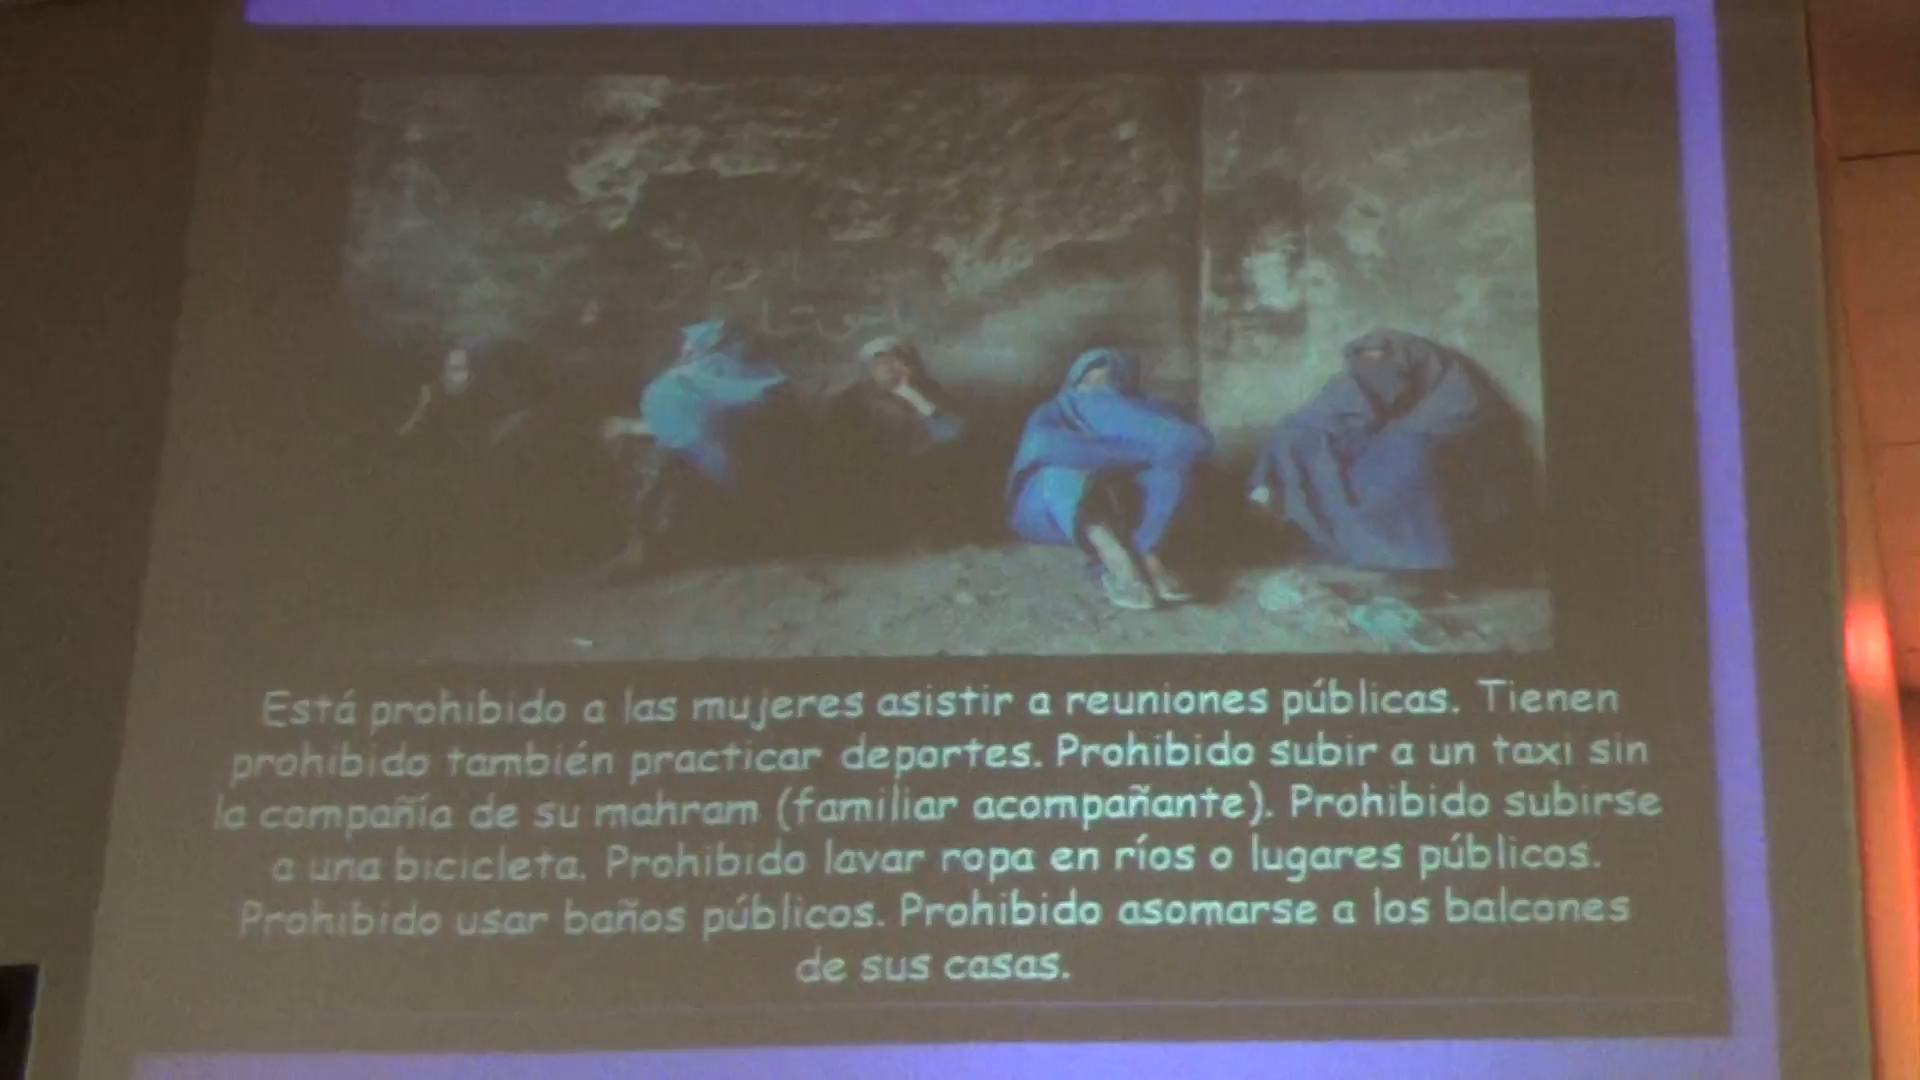 Está prohibido a las mujeres asistir a reuniones públicas. Tienen
prohibido también practicar deportes. Prohibido subir a un taxi sin
la compañía de su mahram (familiar acompañante). Prohibido subirse
a una bicicleta. Prohibido lavar ropa en ríos o lugares públicos.
Prohibido usar baños públicos. Prohibido asomarse a los balcones
de sus casas.